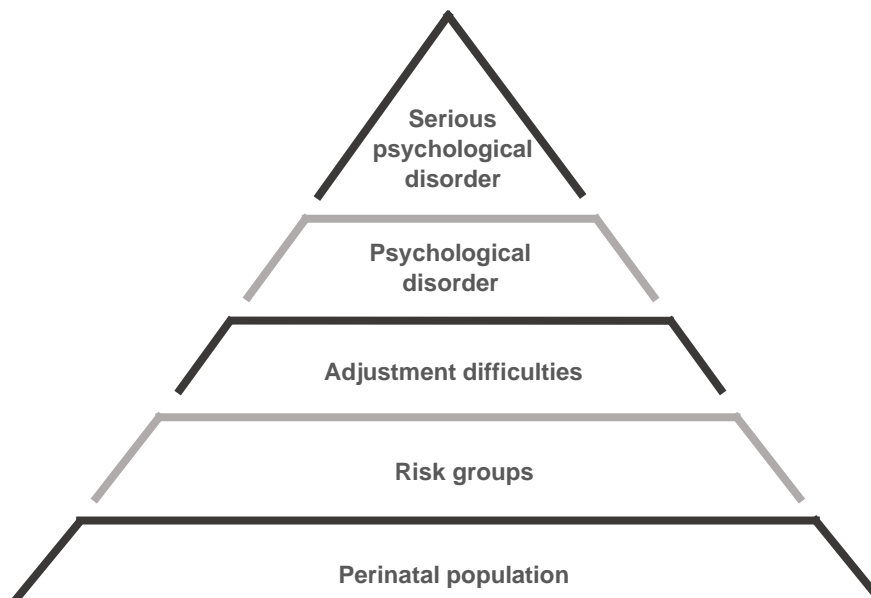 Serious
psychological
disorder
Psychological
disorder
Adjustment difficulties
Risk groups
Perinatal population